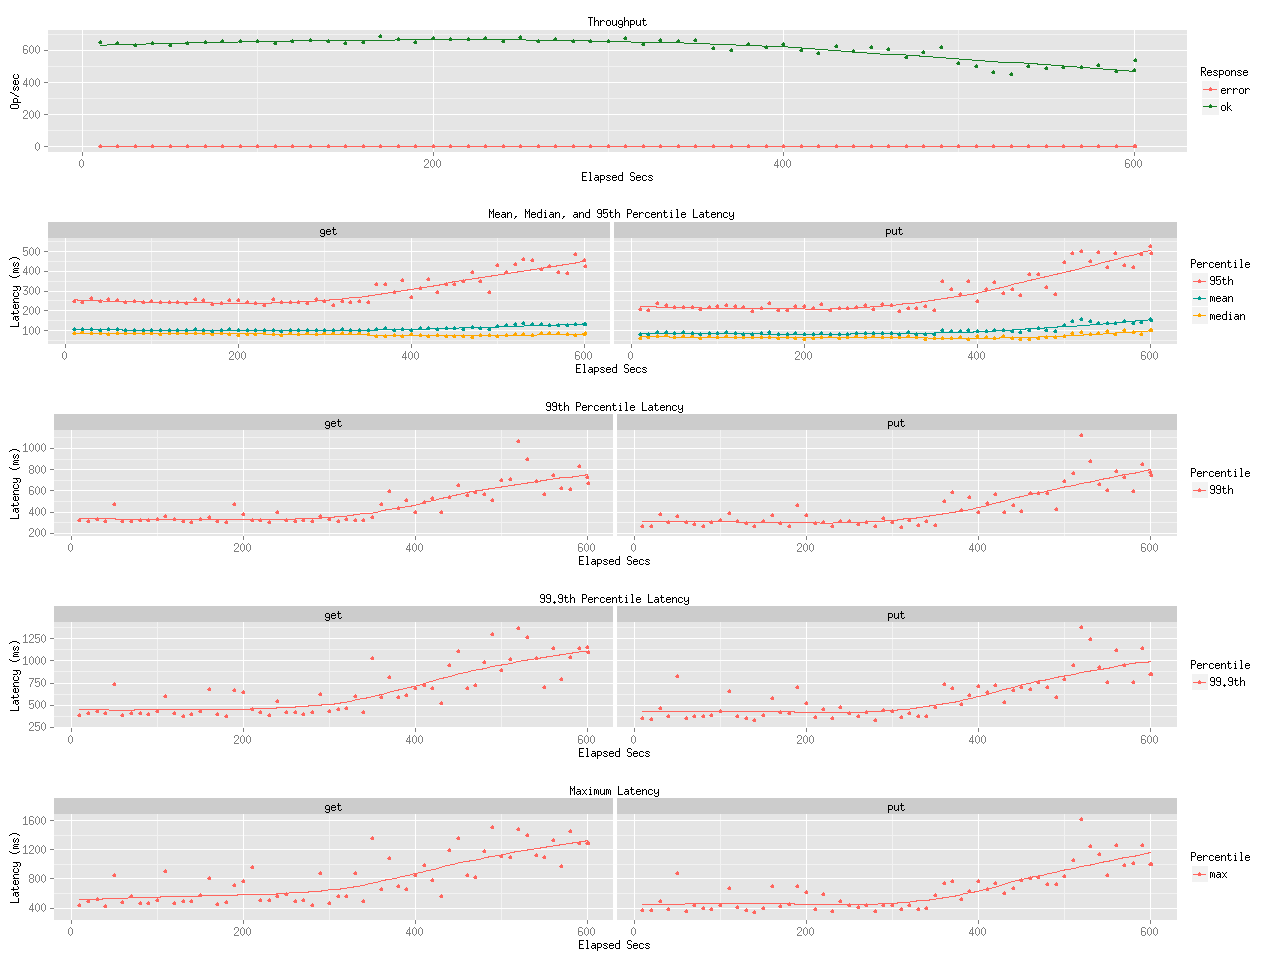 Throughput
600
400
200
0
Op/sec
0 200 400 600
Elapsed Secs
Response
error
ok
Mean, Median, and 95th Percentile Latency
get put
500
400
300
200
100
Latency (ms)
0 200 400 600 0 200 400 600
Elapsed Secs
Percentile
95th
mean
median
99th Percentile Latency
get put
1000
800
600
400
200
Latency (ms)
0 200 400 600 0 200 400 600
Elapsed Secs
Percentile
99th
99.9th Percentile Latency
get put
1250
1000
750
500
250
Latency (ms)
0 200 400 600 0 200 400 600
Elapsed Secs
Percentile
99.9th
Maximum Latency
get put
1600
1200
800
400
Latency (ms)
0 200 400 600 0 200 400 600
Elapsed Secs
Percentile
max